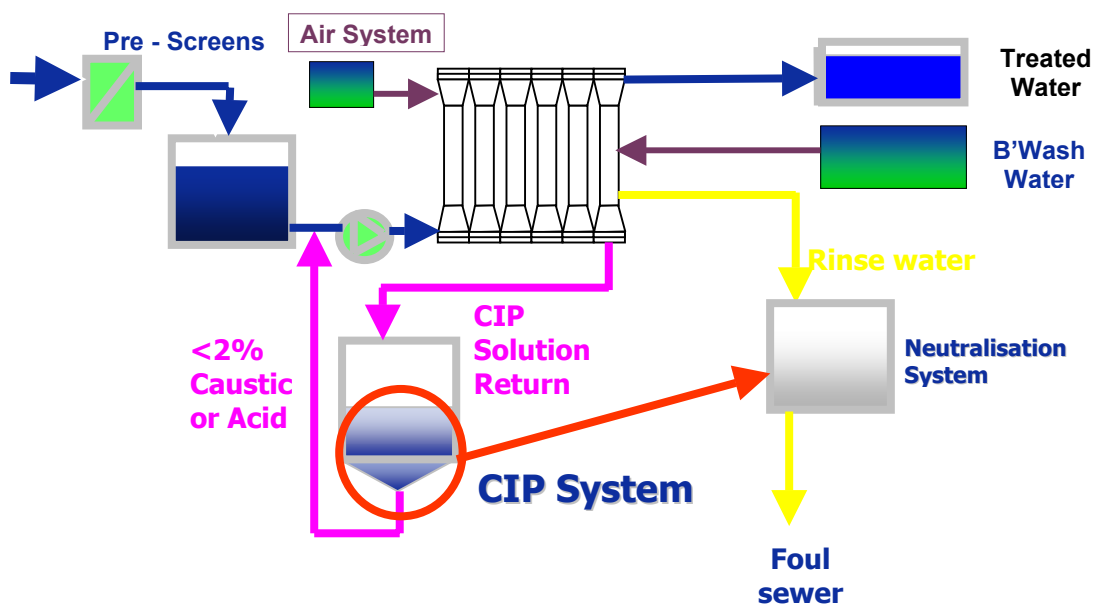 Pre - Screens
Air System
Treated
Water
B'Wash
Water
Rinse water
<2%
Caustic
or Acid
CIP
Solution
Return
Neutralisation
System
CIP System
Foul
sewer